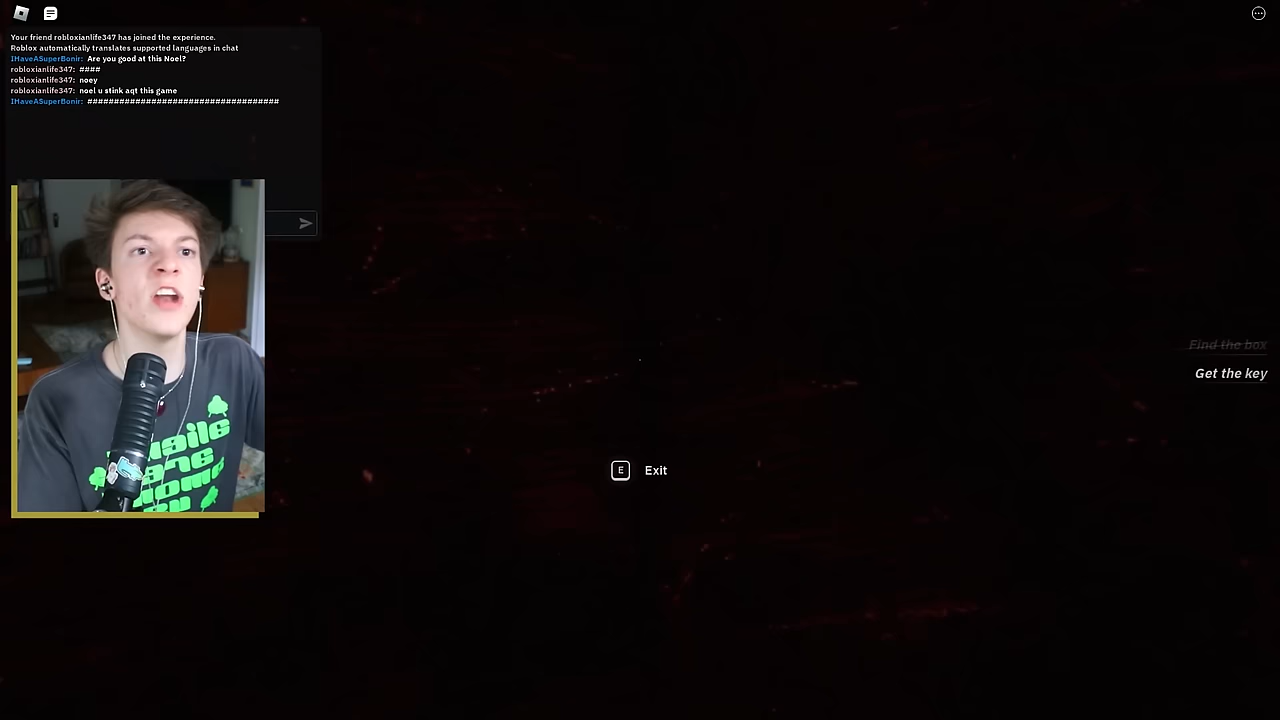 Your friend robloxianlife347 has joined the experience.
Roblox automatically translates supported languages in chat
IHaveASuperBonir: Are you good at this Noel?
robloxianlife347: ####
robloxianlife347: noey
robloxianlife347: noel u stink aqt this game
IHaveASuperBonir: ####################################
Find the box
Get the key
E Exit